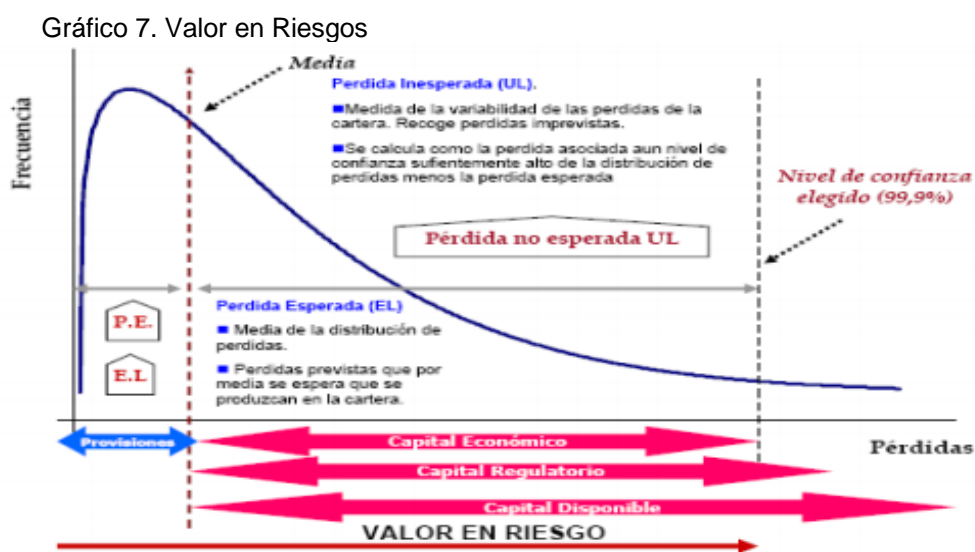 Gráfico 7. Valor en Riesgos
Media
Frecuencia
Perdida Inesperada (UL).
■Medida de la variabilidad de las perdidas de la
cartera. Recoge perdidas imprevistas.
■Se calcula como la perdida asociada aun nivel de
confianza sufientemente alto de la distribución de
perdidas menos la perdida esperada
Nivel de confianza
elegido (99,9%)
Pérdida no esperada UL
P.E.
E.L
Perdida Esperada (EL)
■ Media de la distribución de
perdidas.
■ Perdidas previstas que por
media se espera que se
produzcan en la cartera.
Provisiones
Capital Económico
Pérdidas
Capital Regulatorio
Capital Disponible
VALOR EN RIESGO